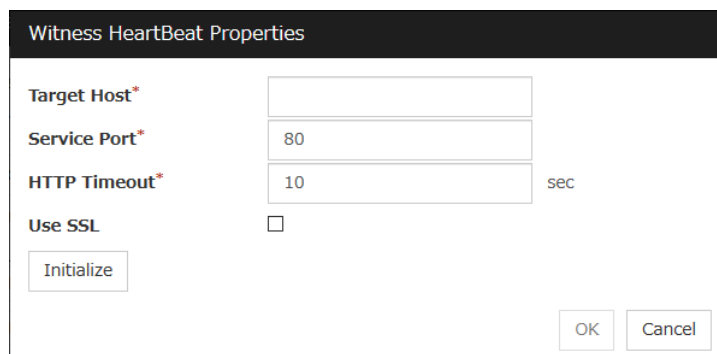 Witness HeartBeat Properties
Target Host*
Service Port* 80
HTTP Timeout* 10 sec
Use SSL
Initialize
OK Cancel